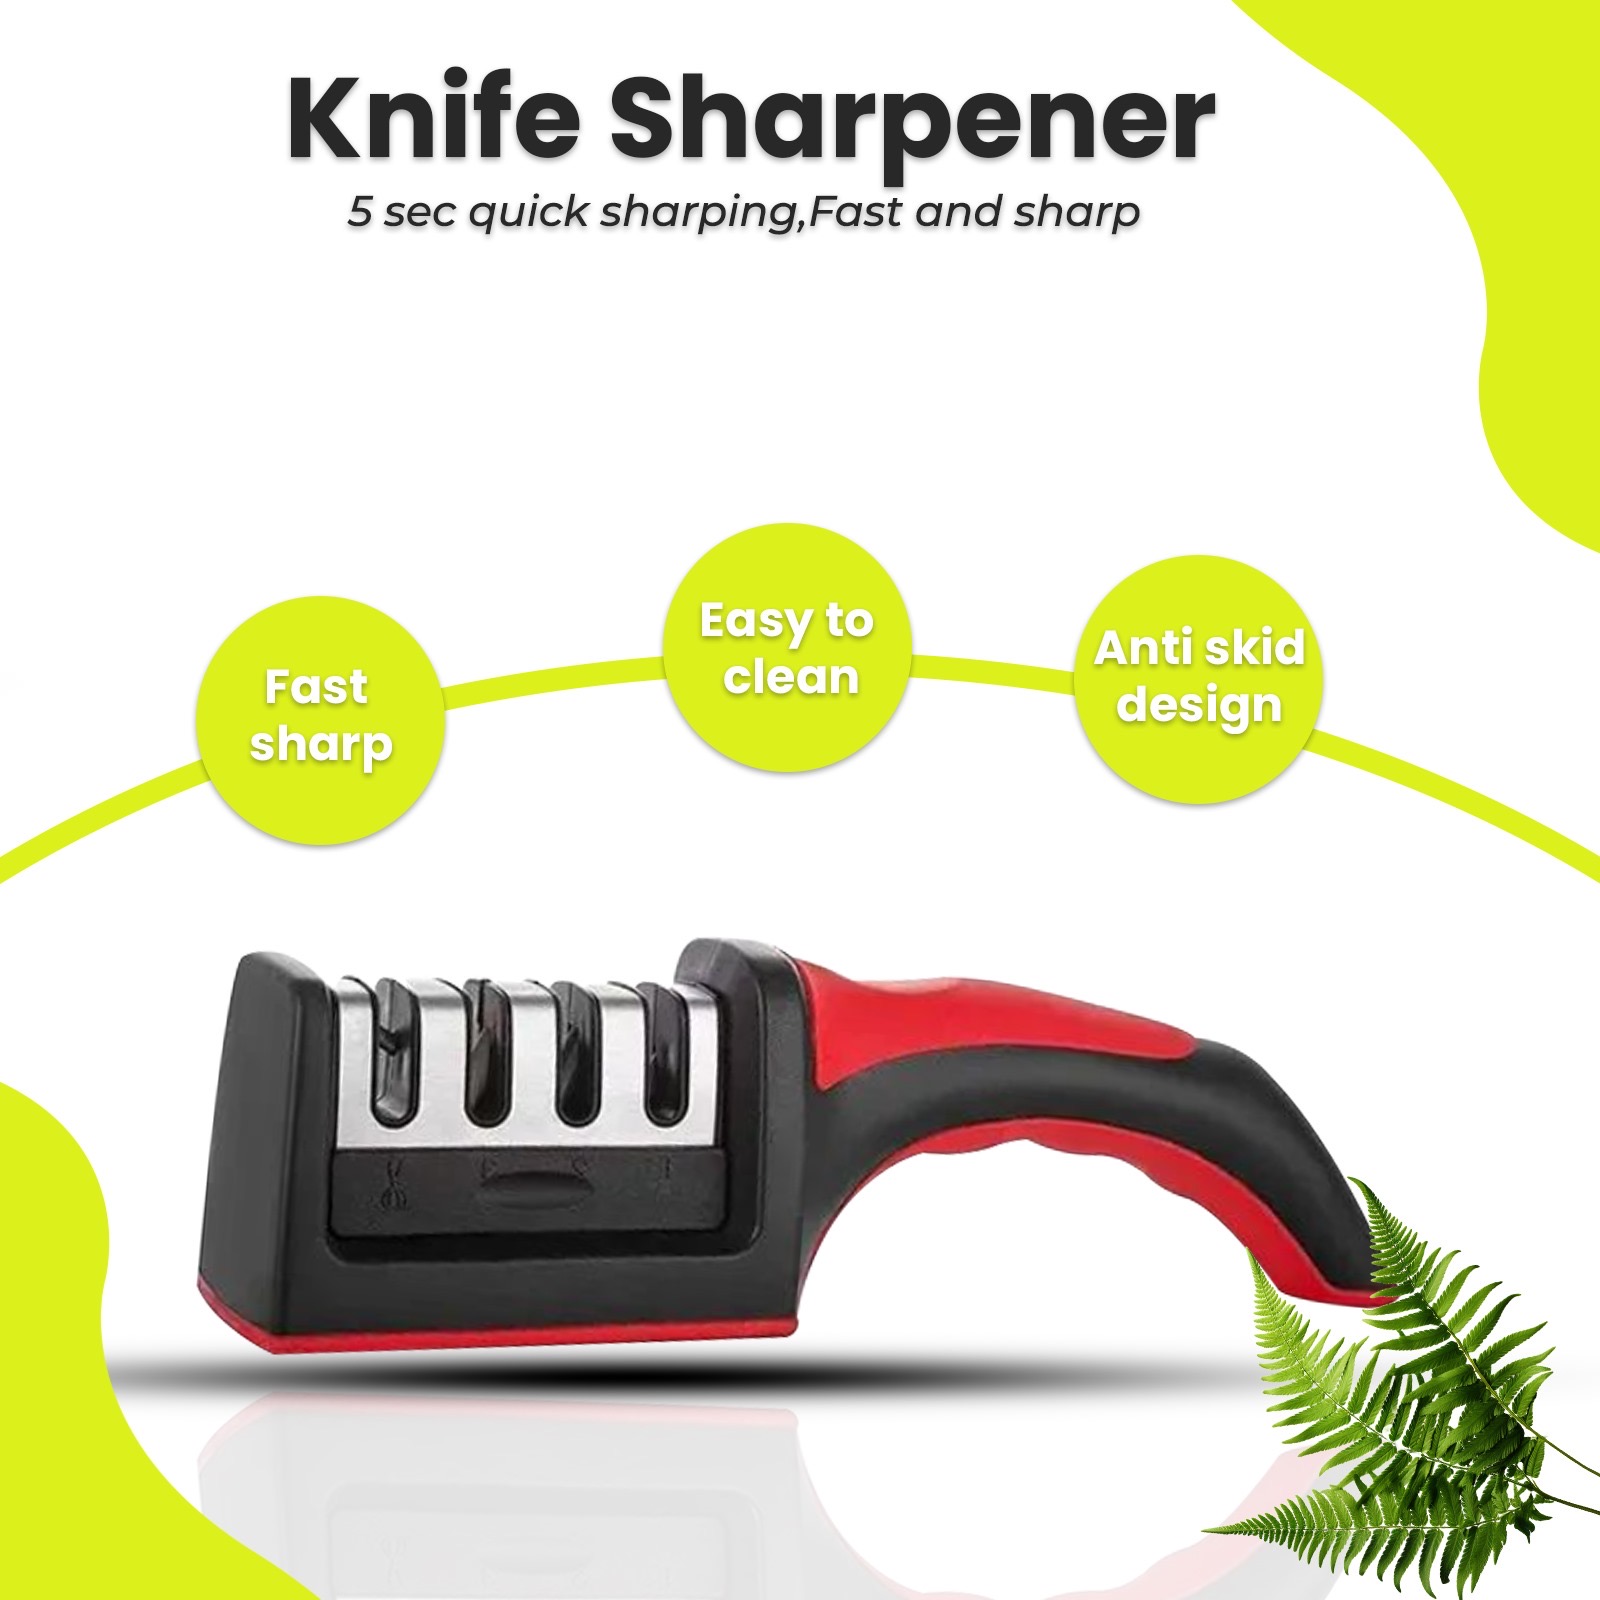 Knife Sharpener
5 sec quick sharping,Fast and sharp
Fast
sharp
Easy to
clean
Anti skid
design